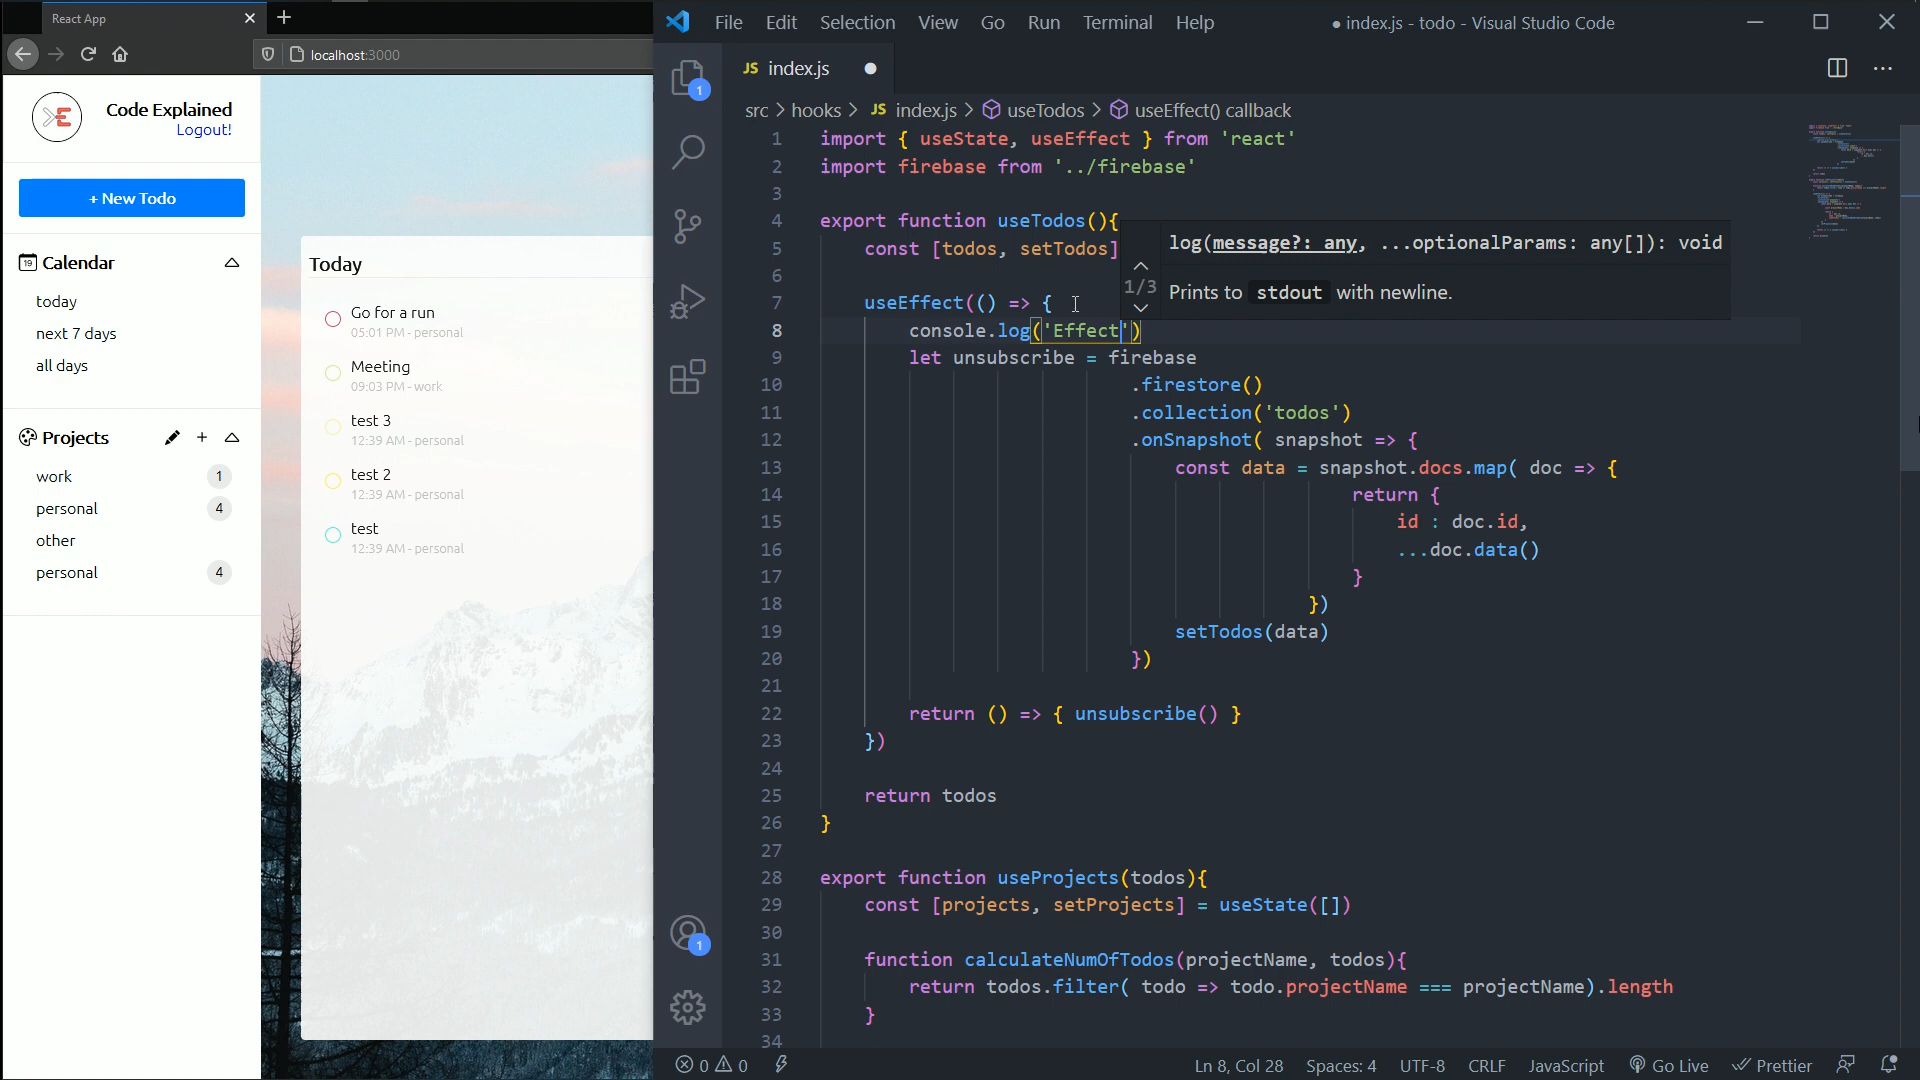 React App
localhost:3000
Code Explained
Logout!
+ New Todo
19 Calendar
today
next 7 days
all days
Projects
work 1
personal 4
other
personal 4
Today
Go for a run
05:01 PM - personal
Meeting
09:03 PM - work
test 3
12:39 AM - personal
test 2
12:39 AM - personal
test
12:39 AM - personal
File Edit Selection View Go Run Terminal Help
● index.js - todo - Visual Studio Code
1
JS index.js ●
src > hooks > JS index.js > useTodos > useEffect() callback
1 import { useState, useEffect } from 'react'
2 import firebase from '../firebase'
3
4 export function useTodos(){
5 const [todos, setTodos]
log(message?: any, ...optionalParams: any[]): void
1/3 Prints to stdout with newline.
6
7 useEffect(() => {
8 console.log('Effect')
9 let unsubscribe = firebase
10 .firestore()
11 .collection('todos')
12 .onSnapshot( snapshot => {
13 const data = snapshot.docs.map( doc => {
14 return {
15 id : doc.id,
16 ...doc.data()
17 }
18 })
19 setTodos(data)
20 })
21
22 return () => { unsubscribe() }
23 })
24
25 return todos
26 }
27
28 export function useProjects(todos){
29 const [projects, setProjects] = useState([])
30
31 function calculateNumOfTodos(projectName, todos){
32 return todos.filter( todo => todo.projectName === projectName).length
33 }
34
1
0 0
Ln 8, Col 28
Spaces: 4
UTF-8
CRLF
JavaScript
Go Live
Prettier